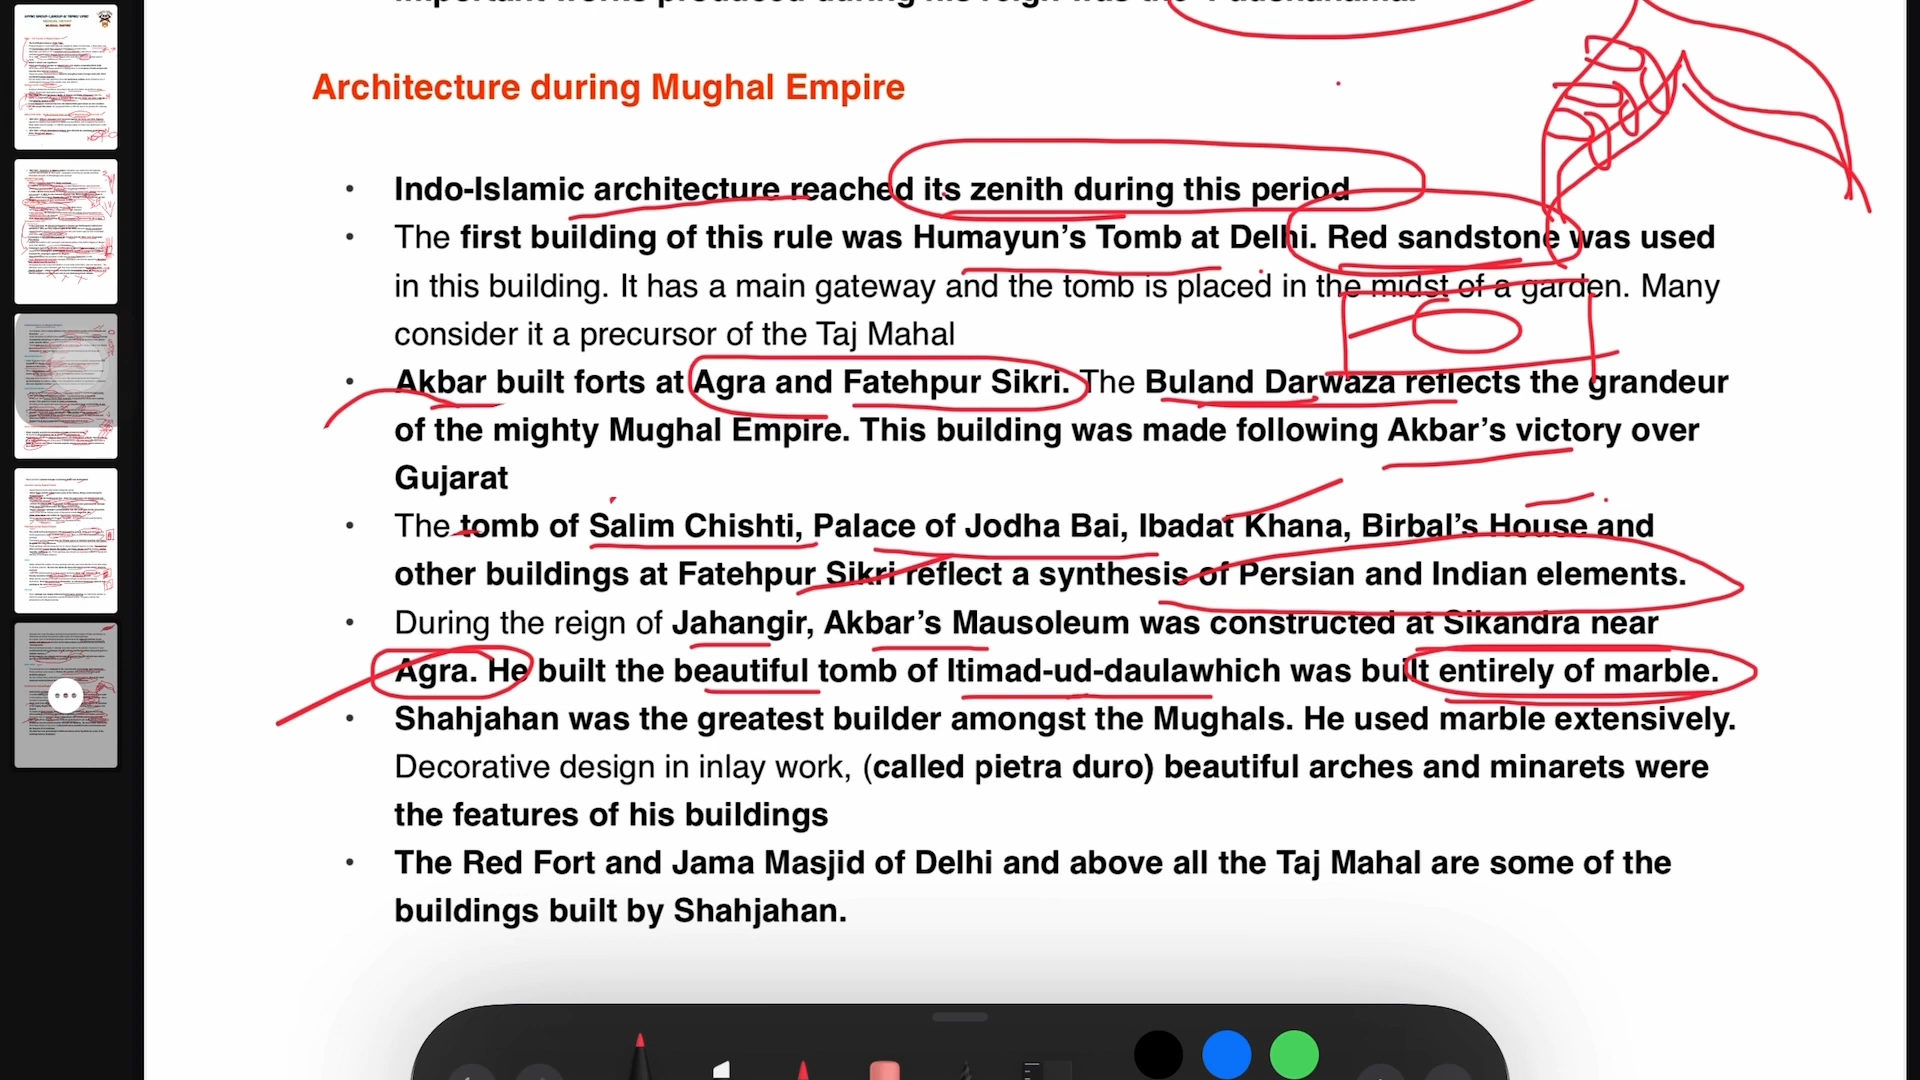 important works produced during his reign was the 'Padshahnama.'
Architecture during Mughal Empire
• Indo-Islamic architecture reached its zenith during this period
• The first building of this rule was Humayun's Tomb at Delhi. Red sandstone was used
in this building. It has a main gateway and the tomb is placed in the midst of a garden. Many
consider it a precursor of the Taj Mahal
• Akbar built forts at Agra and Fatehpur Sikri. The Buland Darwaza reflects the grandeur
of the mighty Mughal Empire. This building was made following Akbar's victory over
Gujarat
• The tomb of Salim Chishti, Palace of Jodha Bai, Ibadat Khana, Birbal's House and
other buildings at Fatehpur Sikri reflect a synthesis of Persian and Indian elements.
• During the reign of Jahangir, Akbar's Mausoleum was constructed at Sikandra near
Agra. He built the beautiful tomb of Itimad-ud-daulawhich was built entirely of marble.
• Shahjahan was the greatest builder amongst the Mughals. He used marble extensively.
Decorative design in inlay work, (called pietra duro) beautiful arches and minarets were
the features of his buildings
• The Red Fort and Jama Masjid of Delhi and above all the Taj Mahal are some of the
buildings built by Shahjahan.